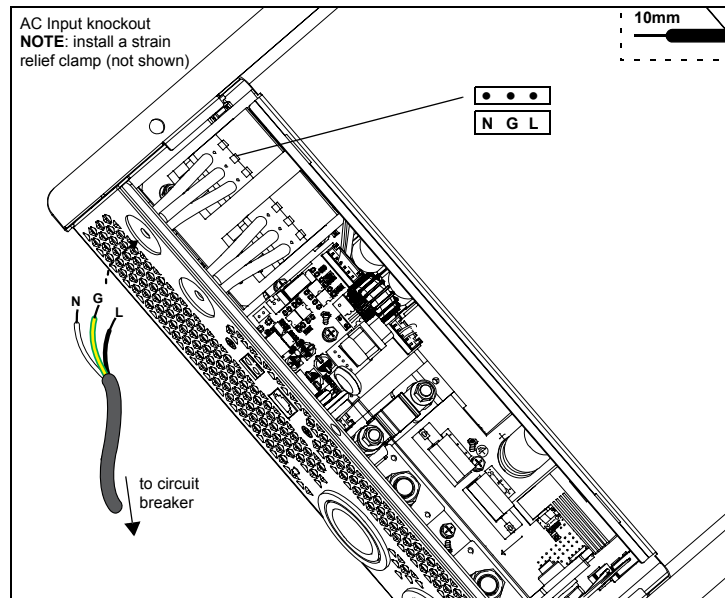 AC Input knockout
NOTE: install a strain
relief clamp (not shown)
10mm
N G L
N
G
L
to circuit
breaker